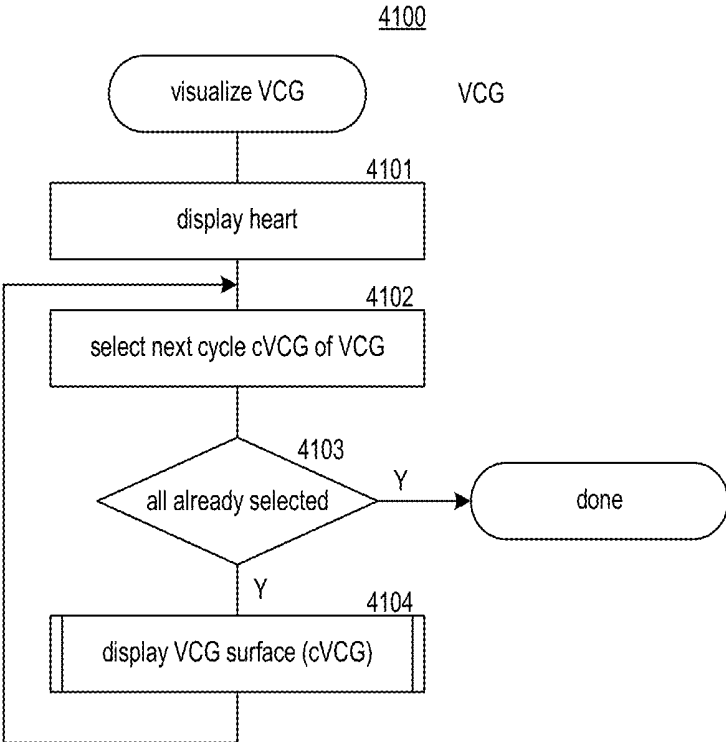 4100
visualize VCG
VCG
4101
display heart
4102
select next cycle cVCG of VCG
4103
all already selected
Y
done
Y
4104
display VCG surface (cVCG)